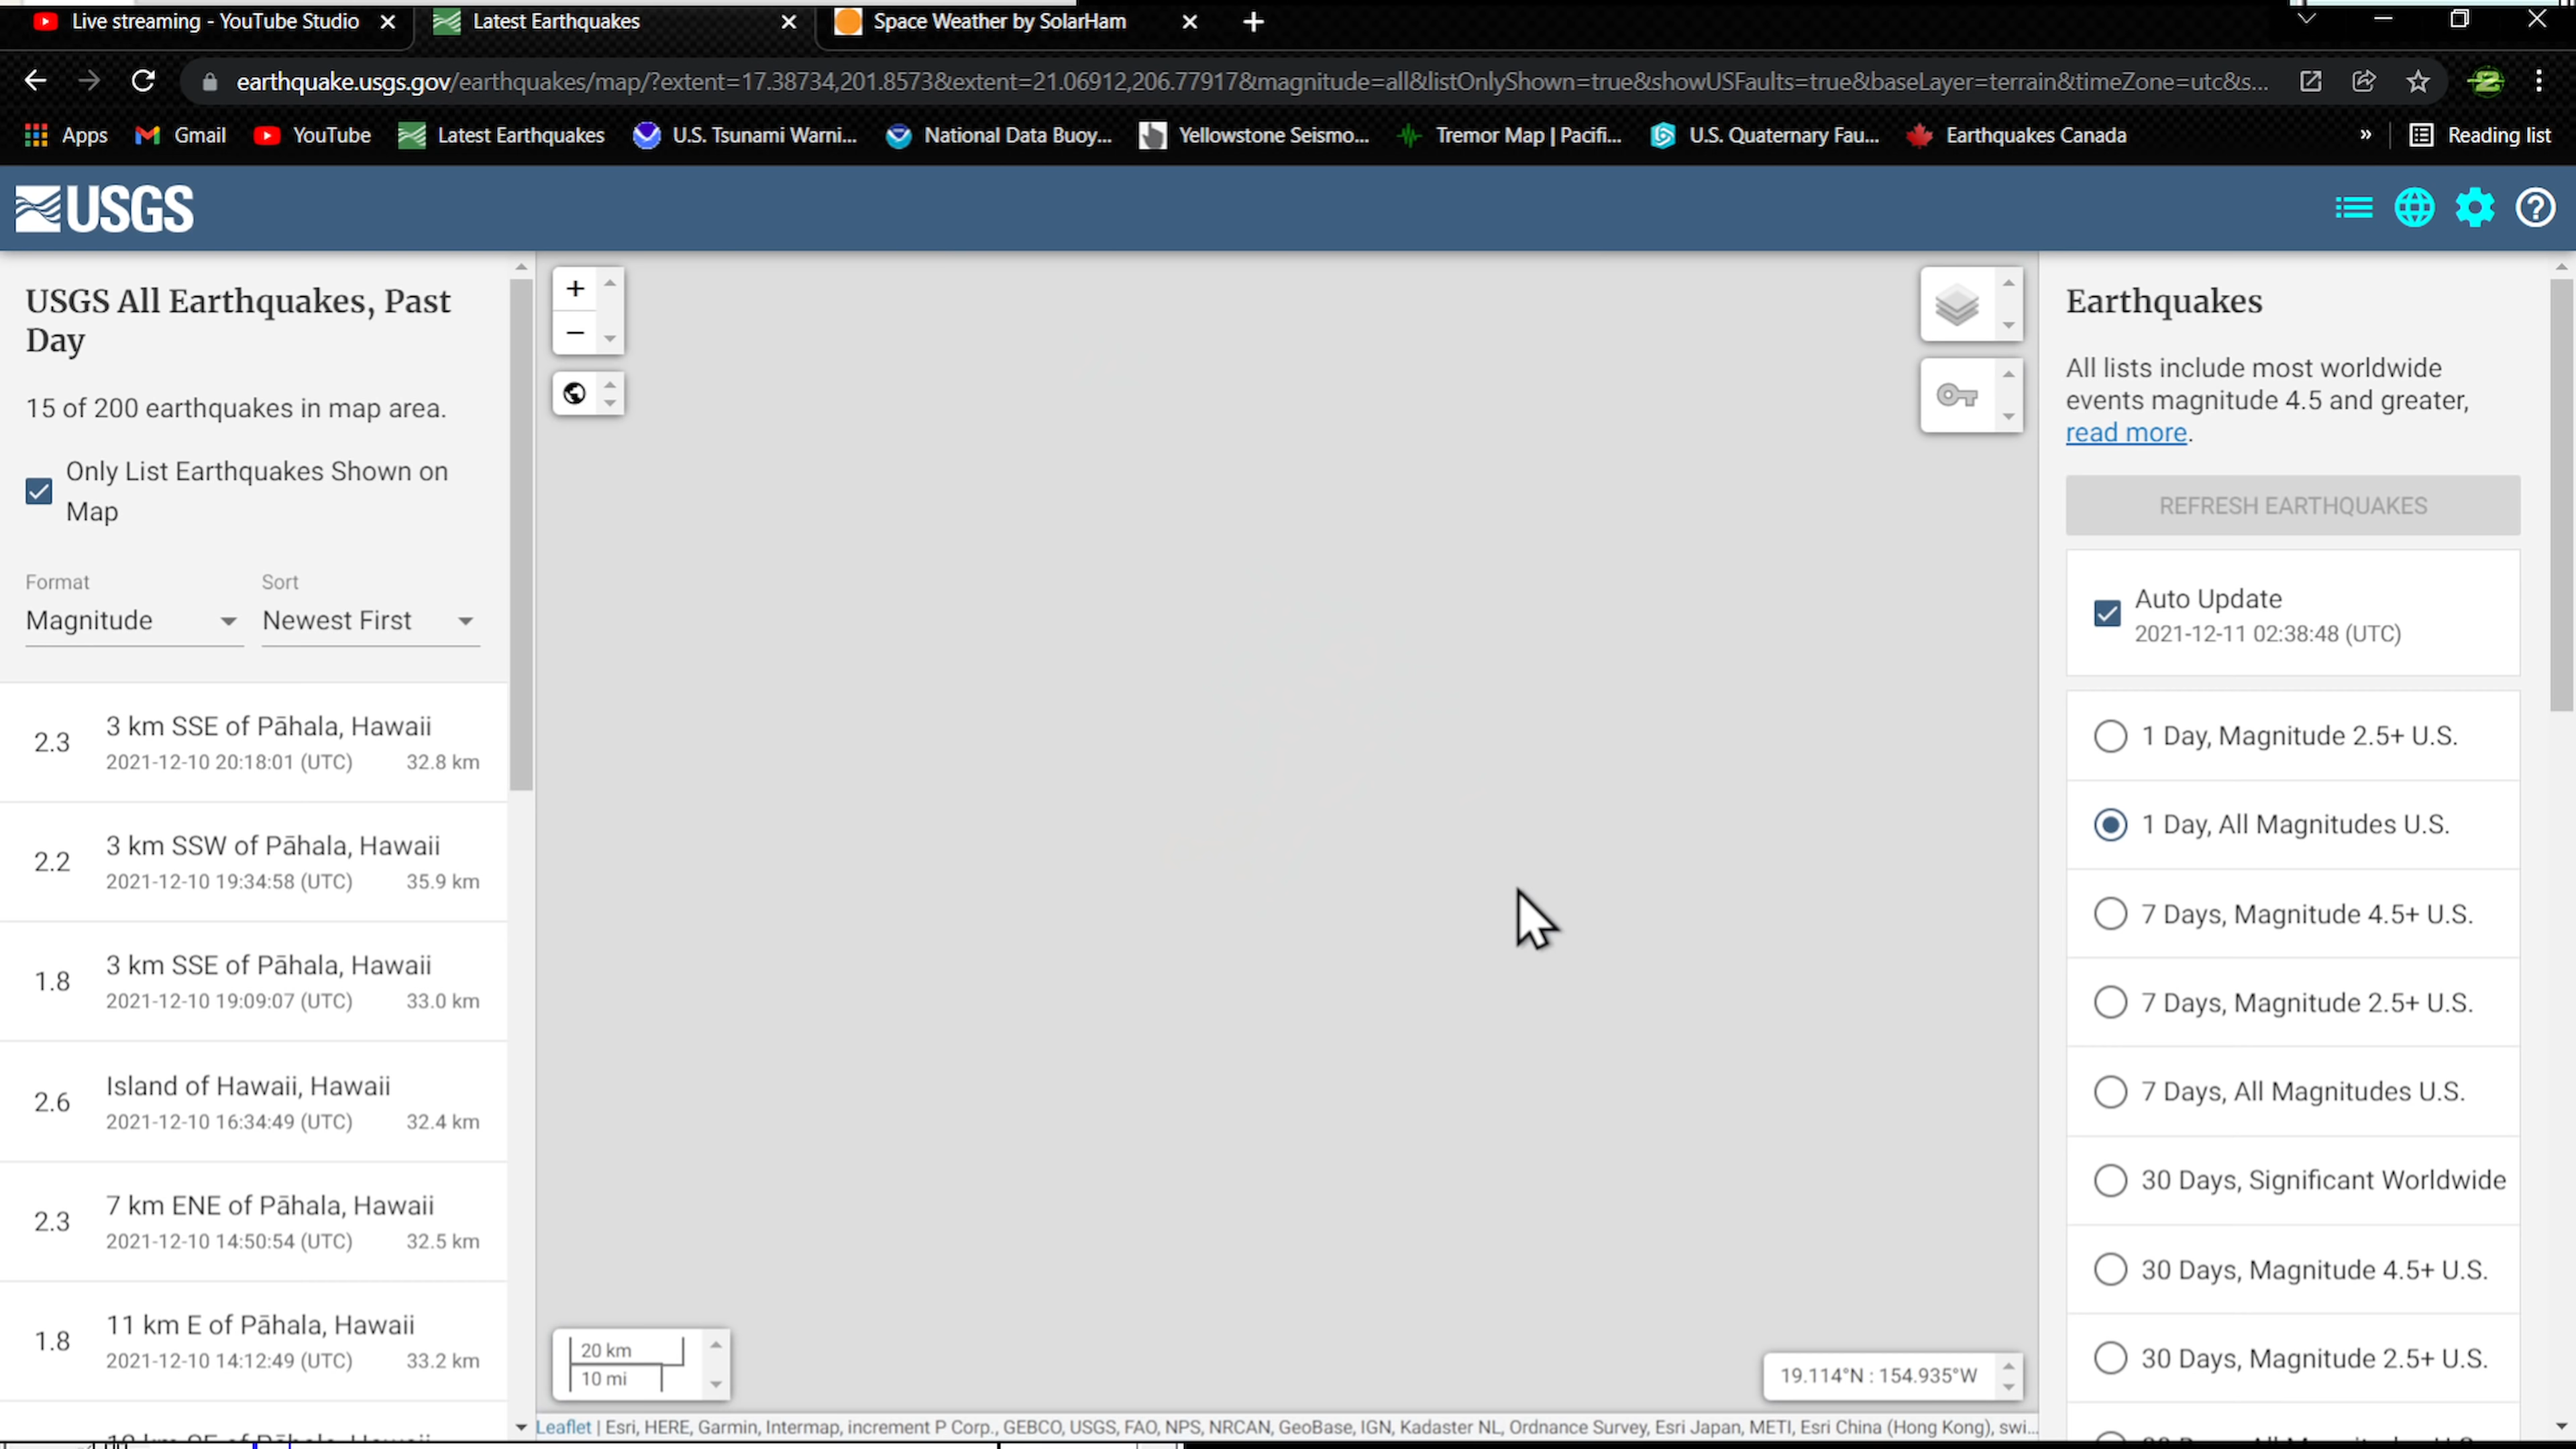 Live streaming - YouTube Studio
Latest Earthquakes
Space Weather by SolarHam
earthquake.usgs.gov/earthquakes/map/?extent=17.38734,201.8573&extent=21.06912,206.77917&magnitude=all&listOnlyShown=true&showUSFaults=true&baseLayer=terrain&timeZone=utc&s...
Apps
Gmail
YouTube
Latest Earthquakes
U.S. Tsunami Warni...
National Data Buoy...
Yellowstone Seismo...
Tremor Map | Pacifi...
U.S. Quaternary Fau...
Earthquakes Canada
»
Reading list
USGS
USGS All Earthquakes, Past
Day
15 of 200 earthquakes in map area.
Only List Earthquakes Shown on
Map
Format
Sort
Magnitude
Newest First
2.3
3 km SSE of Pāhala, Hawaii
2021-12-10 20:18:01 (UTC) 32.8 km
2.2
3 km SSW of Pāhala, Hawaii
2021-12-10 19:34:58 (UTC) 35.9 km
1.8
3 km SSE of Pāhala, Hawaii
2021-12-10 19:09:07 (UTC) 33.0 km
2.6
Island of Hawaii, Hawaii
2021-12-10 16:34:49 (UTC) 32.4 km
2.3
7 km ENE of Pāhala, Hawaii
2021-12-10 14:50:54 (UTC) 32.5 km
1.8
11 km E of Pāhala, Hawaii
2021-12-10 14:12:49 (UTC) 33.2 km
+
−
20 km
10 mi
19.114°N : 154.935°W
Leaflet | Esri, HERE, Garmin, Intermap, increment P Corp., GEBCO, USGS, FAO, NPS, NRCAN, GeoBase, IGN, Kadaster NL, Ordnance Survey, Esri Japan, METI, Esri China (Hong Kong), swi...
Earthquakes
All lists include most worldwide
events magnitude 4.5 and greater,
read more.
REFRESH EARTHQUAKES
Auto Update
2021-12-11 02:38:48 (UTC)
1 Day, Magnitude 2.5+ U.S.
1 Day, All Magnitudes U.S.
7 Days, Magnitude 4.5+ U.S.
7 Days, Magnitude 2.5+ U.S.
7 Days, All Magnitudes U.S.
30 Days, Significant Worldwide
30 Days, Magnitude 4.5+ U.S.
30 Days, Magnitude 2.5+ U.S.